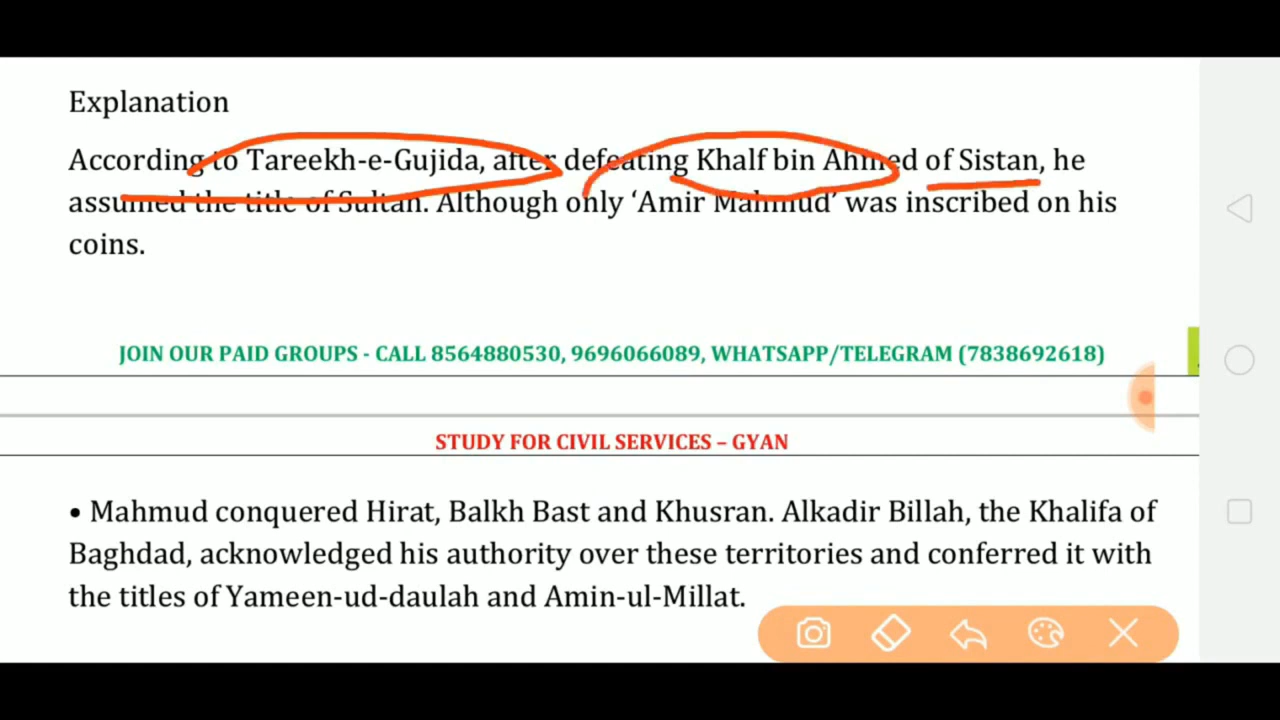 Explanation
According to Tareekh-e-Gujida, after defeating Khalf bin Ahmed of Sistan, he
assumed the title of Sultan. Although only ‘Amir Mahmud’ was inscribed on his
coins.
JOIN OUR PAID GROUPS - CALL 8564880530, 9696066089, WHATSAPP/TELEGRAM (7838692618)
STUDY FOR CIVIL SERVICES – GYAN
• Mahmud conquered Hirat, Balkh Bast and Khusran. Alkadir Billah, the Khalifa of
Baghdad, acknowledged his authority over these territories and conferred it with
the titles of Yameen-ud-daulah and Amin-ul-Millat.